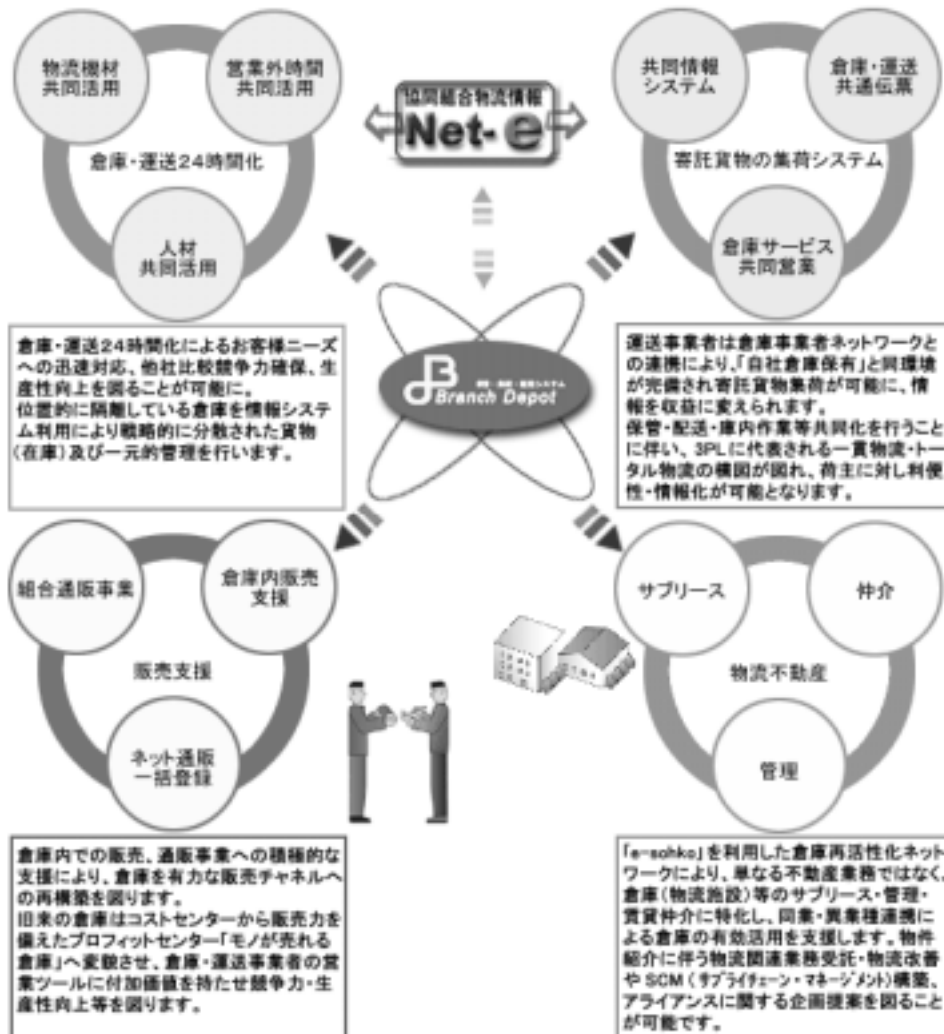 物流機材
共同活用
営業外時間
共同活用
倉庫・運送24時間化
人材
共同活用
協同組合物流情報
Net-e
共同情報
システム
倉庫・運送
共通伝票
寄託貨物の集荷システム
倉庫サービス
共同営業
倉庫・運送24時間化によるお客様ニーズ
への迅速対応、他社比較競争力確保、生
産性向上を図ることが可能に。
位置的に隔離している倉庫を情報システ
ム利用により戦略的に分散された貨物
(在庫)及び一元的管理を行います。
Branch Depot
運送事業者は倉庫事業者ネットワークと
の連携により、「自社倉庫保有」と同環境
が完備され寄託貨物集荷が可能に、情
報を収益に変えられます。
保管・配送・庫内作業等共同化を行うこと
に伴い、3PLに代表される一貫物流・トー
タル物流の構図が図れ、荷主に対し利便
性・情報化が可能となります。
組合通販事業
倉庫内販売
支援
販売支援
ネット通販
一括登録
サブリース
仲介
物流不動産
管理
倉庫内での販売、通販事業への積極的な
支援により、倉庫を有力な販売チャネルへ
の再構築を図ります。
旧来の倉庫はコストセンターから販売力を
備えたプロフィットセンター「モノが売れる
倉庫」へ変貌させ、倉庫・運送事業者の営
業ツールに付加価値を持たせ競争力・生
産性向上等を図ります。
「e-sohko」を利用した倉庫再活性化ネット
ワークにより、単なる不動産業務ではなく、
倉庫(物流施設)等のサブリース・管理・
賃貸仲介に特化し、同業・異業種連携に
よる倉庫の有効活用を支援します。物件
紹介に伴う物流関連業務受託・物流改善
や SCM(サプライチェーン・マネージメント)構築、
アライアンスに関する企画提案を図ること
が可能です。